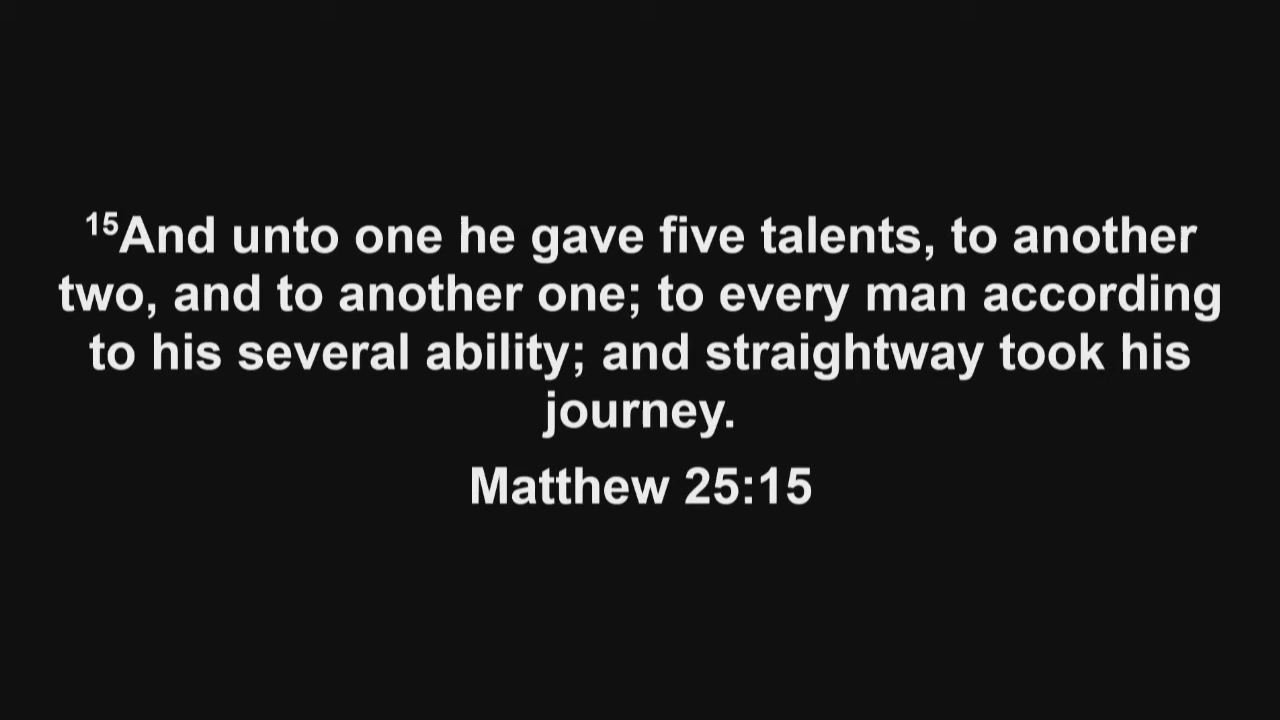 ¹⁵And unto one he gave five talents, to another
two, and to another one; to every man according
to his several ability; and straightway took his
journey.
Matthew 25:15